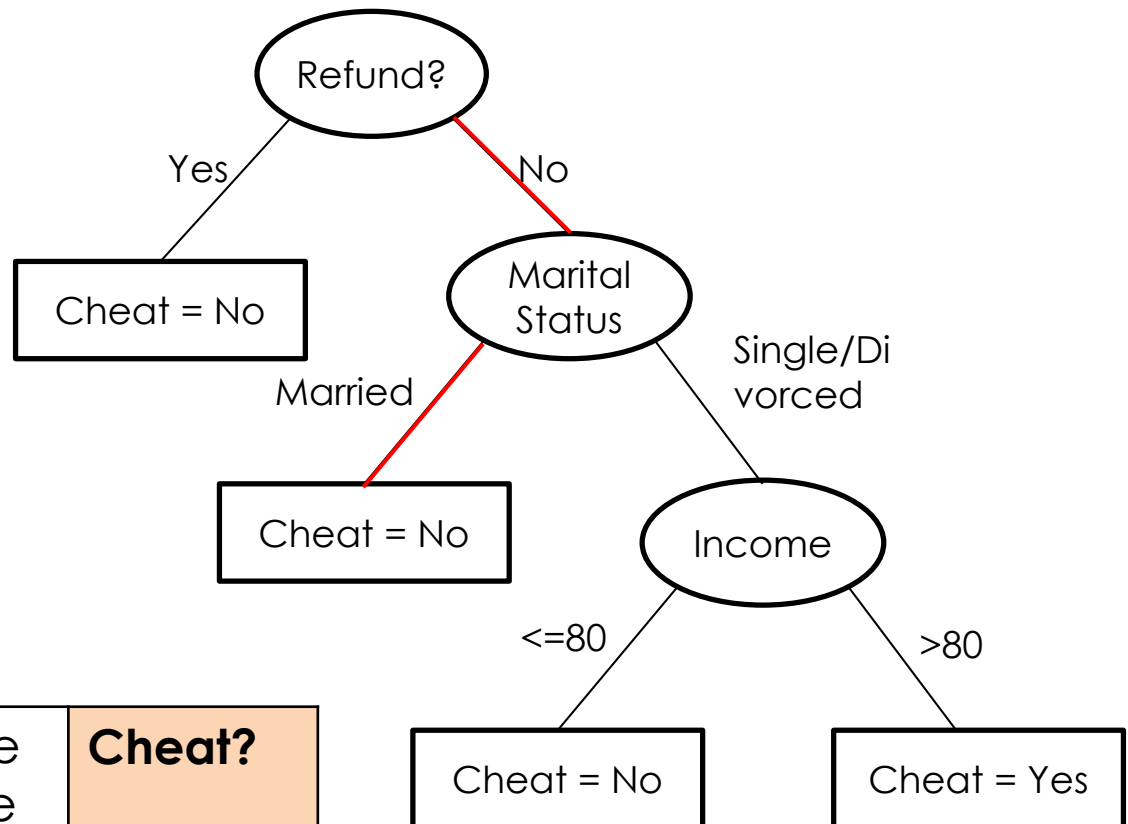 Refund?
Yes
No
Cheat = No
Marital
Status
Married
Single/Di
vorced
Cheat = No
Income
<=80
>80
e
e
Cheat?
Cheat = No
Cheat = Yes